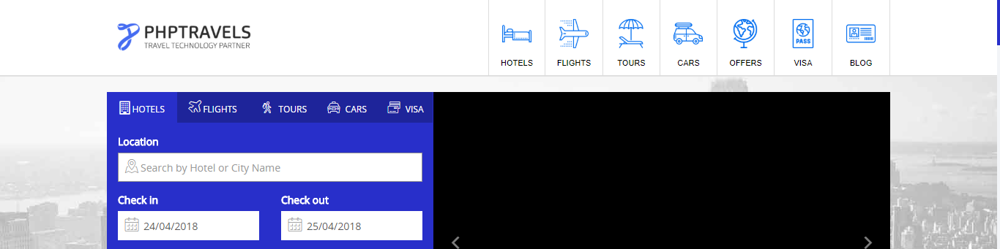 PHPTRAVELS
TRAVEL TECHNOLOGY PARTNER
HOTELS FLIGHTS TOURS CARS OFFERS PASS VISA BLOG
HOTELS FLIGHTS TOURS CARS VISA
Location
Search by Hotel or City Name
Check in Check out
24/04/2018 25/04/2018